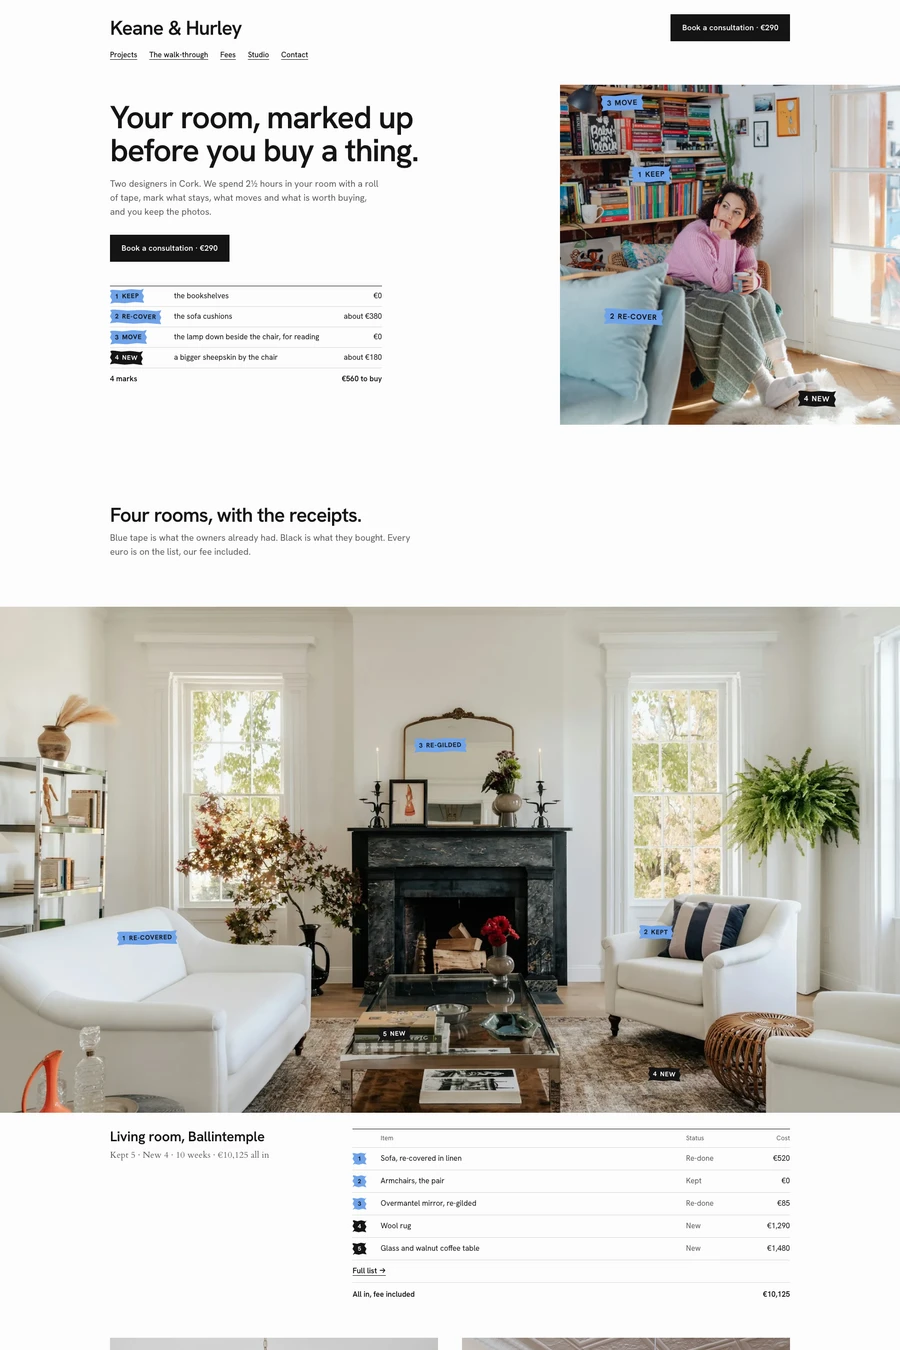 Keane & Hurley
Book a consultation · €290
Projects The walk-through Fees Studio Contact
Your room, marked up
before you buy a thing.
Two designers in Cork. We spend 2½ hours in your room with a roll
of tape, mark what stays, what moves and what is worth buying,
and you keep the photos.
Book a consultation · €290
1 KEEP the bookshelves €0
2 RE-COVER the sofa cushions about €380
3 MOVE the lamp down beside the chair, for reading
4 NEW a bigger sheepskin by the chair about €180
4 marks €560 to buy
3 MOVE
Baby
in
1 KEEP
2 RE-COVER
4 NEW
Four rooms, with the receipts.
Blue tape is what the owners already had. Black is what they bought. Every
euro is on the list, our fee included.
3 RE-GILDED
1 RE-COVERED
2 KEPT
5 NEW
4 NEW
Living room, Ballintemple
Kept 5 · New 4 · 10 weeks · €10,125 all in
Item Status Cost
1 Sofa, re-covered in linen Re-done €520
2 Armchairs, the pair Kept €0
3 Overmantel mirror, re-gilded Re-done €85
4 Wool rug New €1,290
5 Glass and walnut coffee table New €1,480
Full list →
All in, fee included €10,125